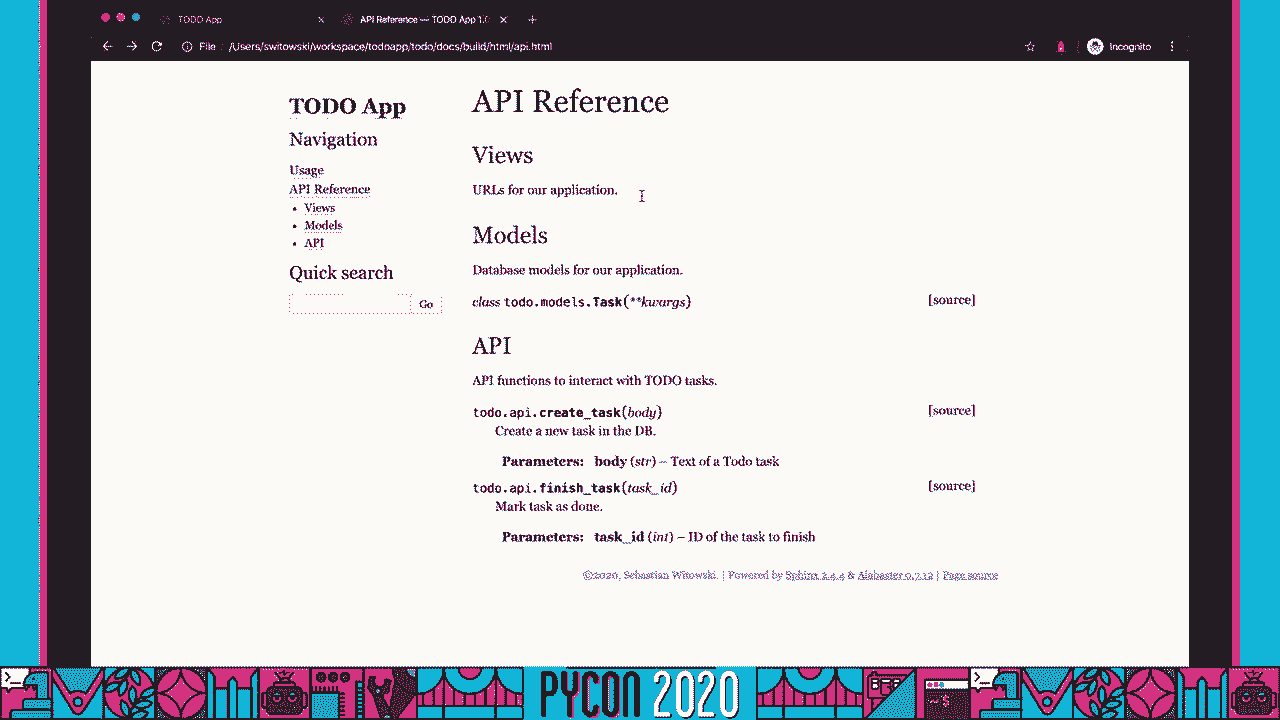 TODO App
API Reference — TODO App 1.0
File
/Users/switowski/workspace/todoapp/todo/docs/build/html/api.html
Incognito
TODO App
Navigation
Usage
API Reference
Views
Models
API
Quick search
Go
API Reference
Views
URLs for our application.
Models
Database models for our application.
class todo.models.Task(**kwargs)
[source]
API
API functions to interact with TODO tasks.
todo.api.create_task(body)
[source]
Create a new task in the DB.
Parameters: body (str) – Text of a Todo task
todo.api.finish_task(task_id)
[source]
Mark task as done.
Parameters: task_id (int) – ID of the task to finish
©2020, Sebastian Witowski. | Powered by Sphinx 2.4.4 & Alabaster 0.7.12 | Page source
PYCON 2020